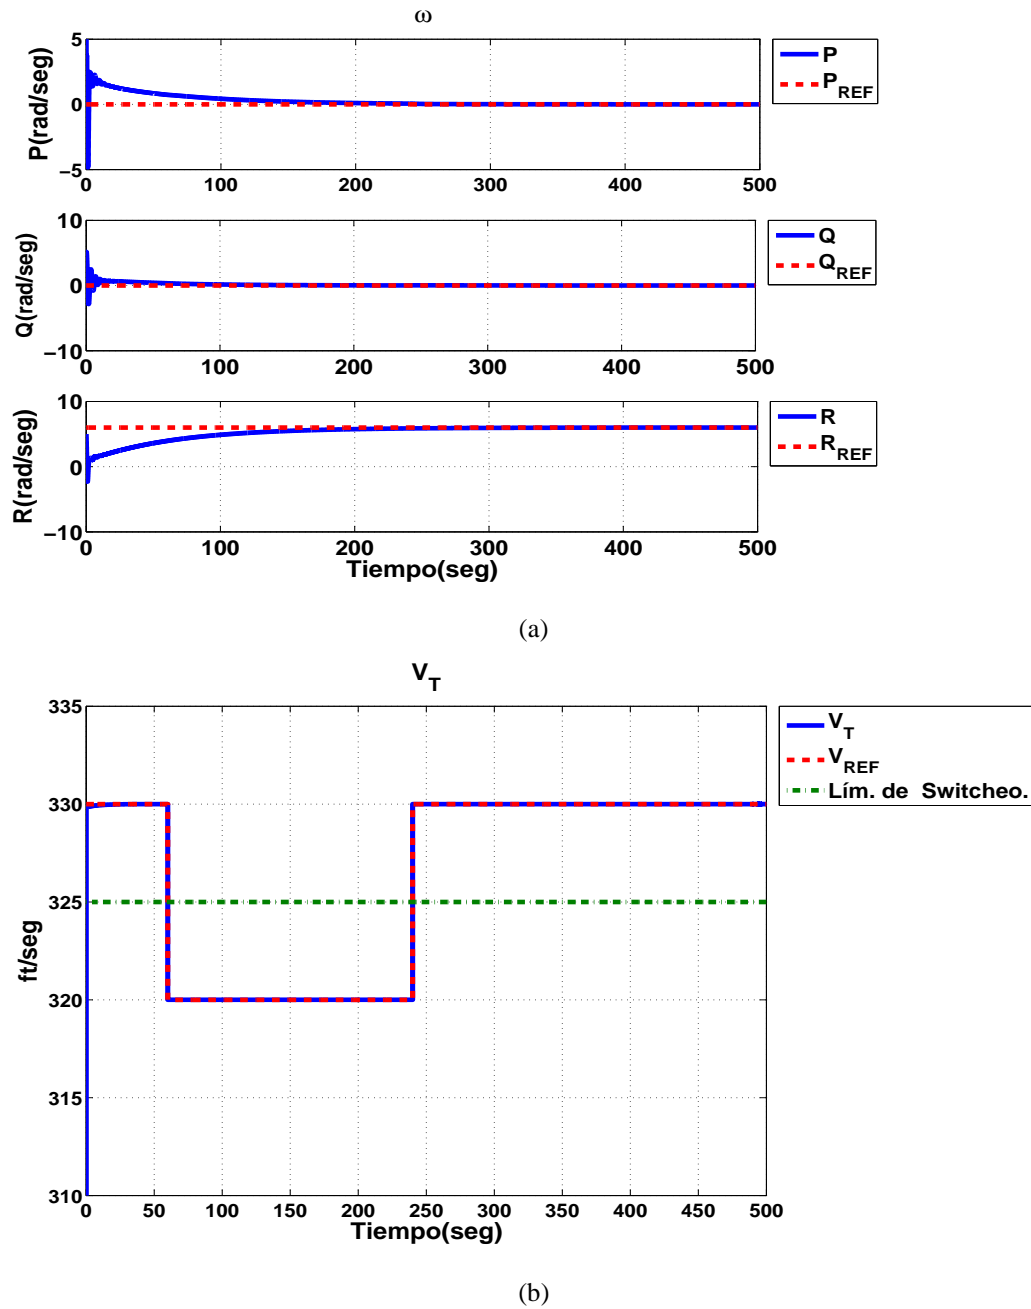 ω
P(rad/seg)
5
0
−5
0 100 200 300 400 500
P
P_REF
Q(rad/seg)
10
0
−10
0 100 200 300 400 500
Q
Q_REF
R(rad/seg)
10
0
−10
0 100 200 300 400 500
Tiempo(seg)
R
R_REF
(a)
V_T
ft/seg
335
330
325
320
315
310
0 50 100 150 200 250 300 350 400 450 500
Tiempo(seg)
V_T
V_REF
Lím. de Switcheo.
(b)